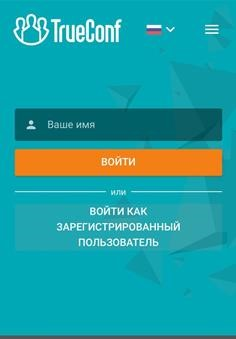 TrueConf
Ваше имя
ВОЙТИ
или
ВОЙТИ КАК
ЗАРЕГИСТРИРОВАННЫЙ
ПОЛЬЗОВАТЕЛЬ